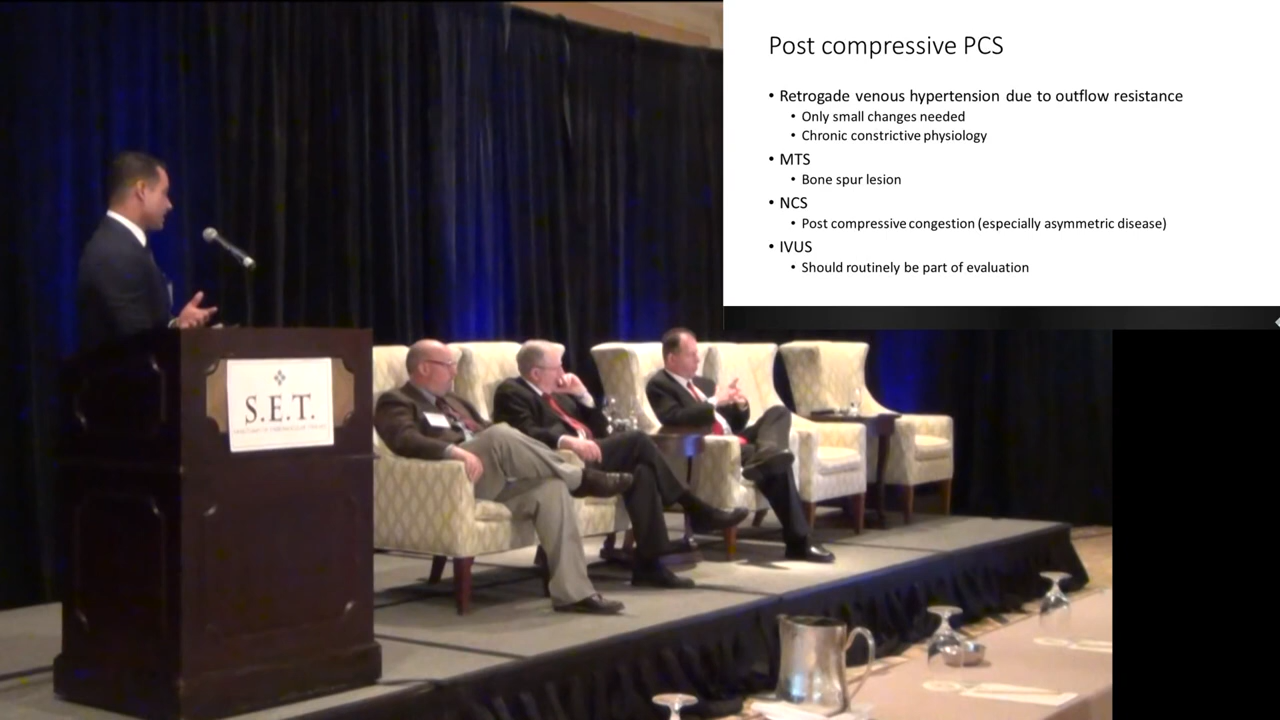 Post compressive PCS
• Retrogade venous hypertension due to outflow resistance
• Only small changes needed
• Chronic constrictive physiology
• MTS
• Bone spur lesion
• NCS
• Post compressive congestion (especially asymmetric disease)
• IVUS
• Should routinely be part of evaluation
S.E.T.